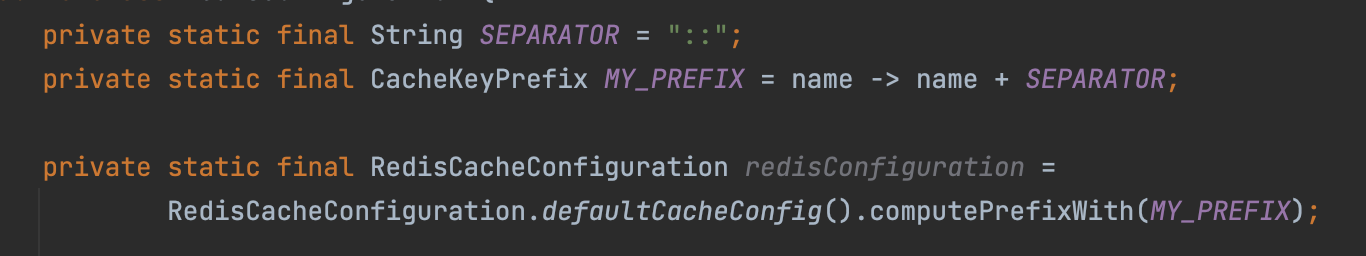 private static final String SEPARATOR = "::";
private static final CacheKeyPrefix MY_PREFIX = name -> name + SEPARATOR;
private static final RedisCacheConfiguration redisConfiguration =
RedisCacheConfiguration.defaultCacheConfig().computePrefixWith(MY_PREFIX);